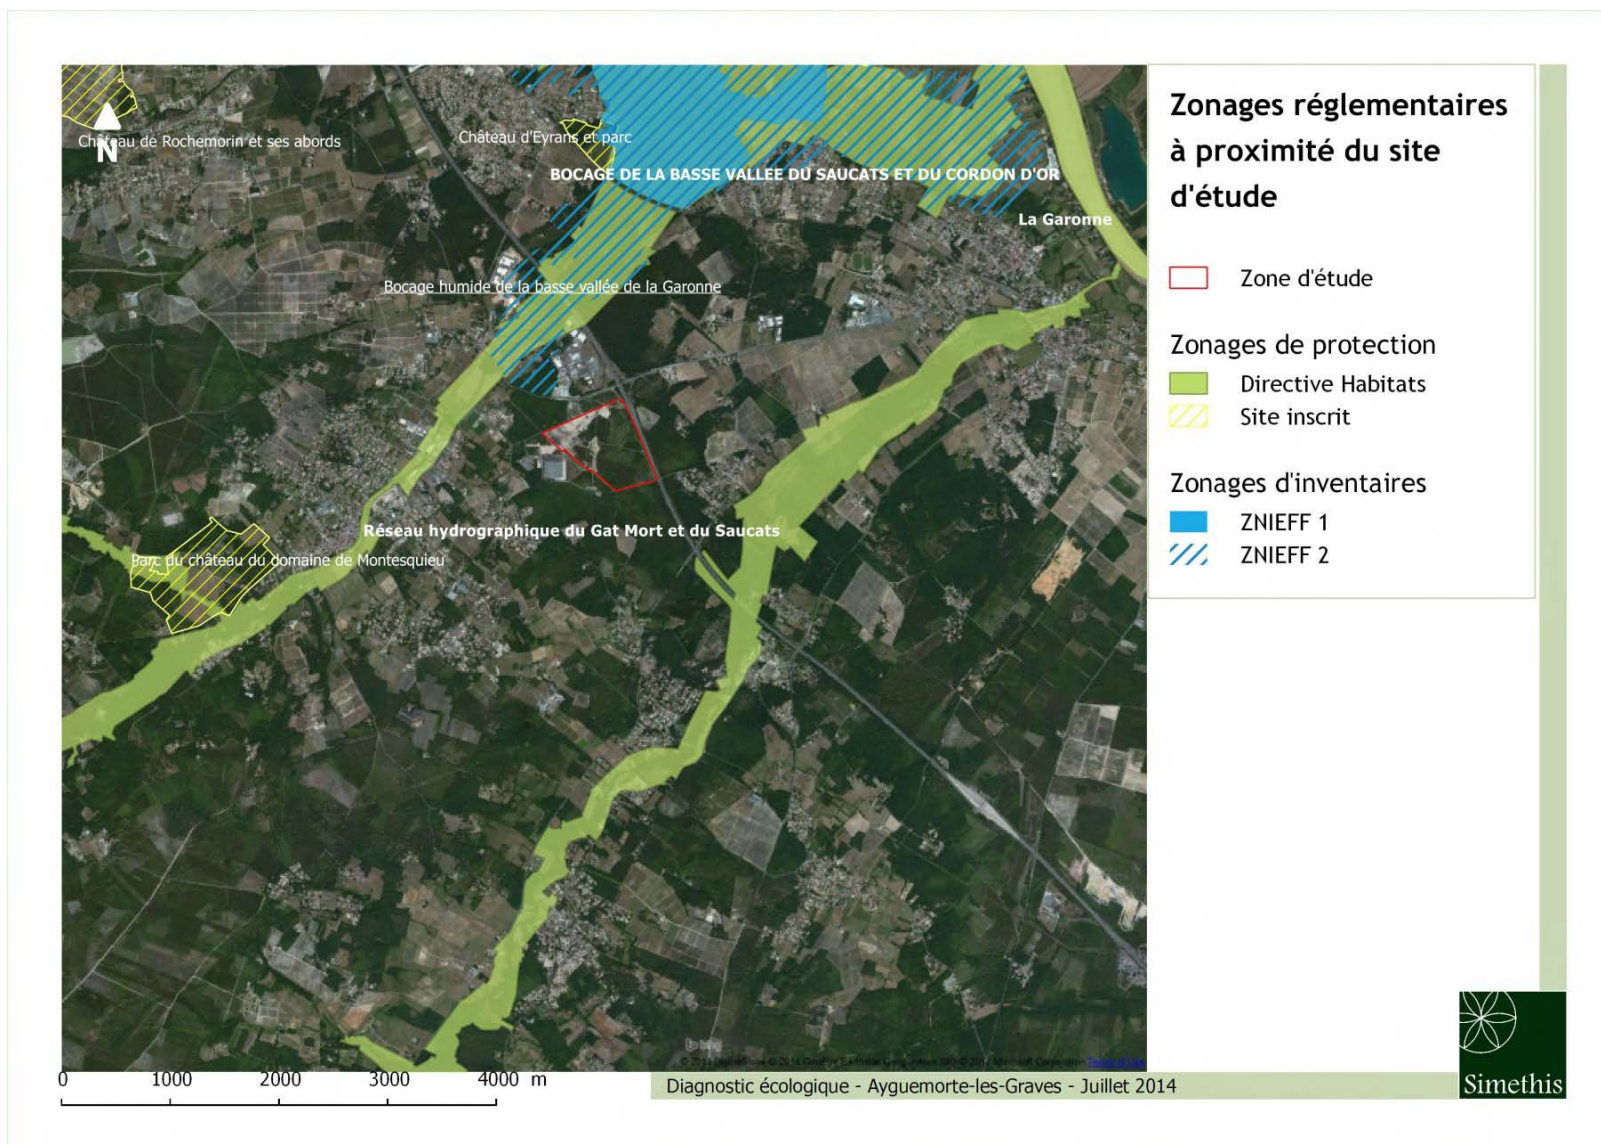 Zonages réglementaires
à proximité du site
d'étude
Zone d'étude
Zonages de protection
Directive Habitats
Site inscrit
Zonages d'inventaires
ZNIEFF 1
ZNIEFF 2
N
Château de Rochemorin et ses abords
Château d'Eyrans et parc
BOCAGE DE LA BASSE VALLEE DU SAUCATS ET DU CORDON D'OR
La Garonne
Bocage humide de la basse vallée de la Garonne
Réseau hydrographique du Gat Mort et du Saucats
Parc du château du domaine de Montesquieu
Terms of Use
0 1000 2000 3000 4000 m
Diagnostic écologique - Ayguemorte-les-Graves - Juillet 2014
Simethis